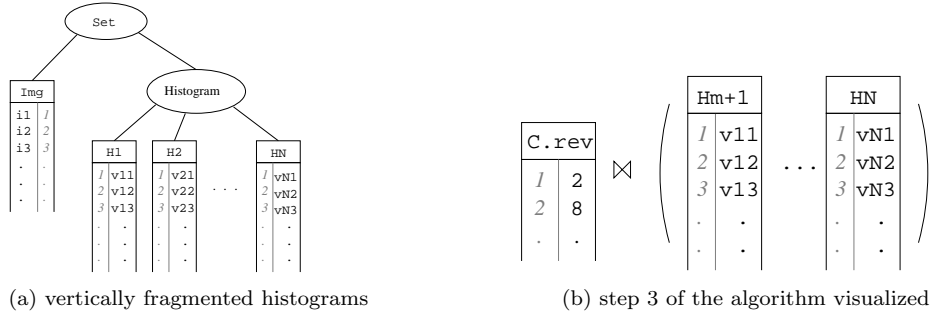 Set
Histogram
Img
i1 1
i2 2
i3 3
. .
. .
. .
H1
1 v11
2 v12
3 v13
. .
. .
. .
H2
1 v21
2 v22
3 v23
. .
. .
. .
. . .
HN
1 vN1
2 vN2
3 vN3
. .
. .
. .
(a) vertically fragmented histograms
C.rev
1 2
2 8
. .
⋈
(
Hm+1
1 v11
2 v12
3 v13
. .
. .
...
HN
1 vN1
2 vN2
3 vN3
. .
. .
)
(b) step 3 of the algorithm visualized